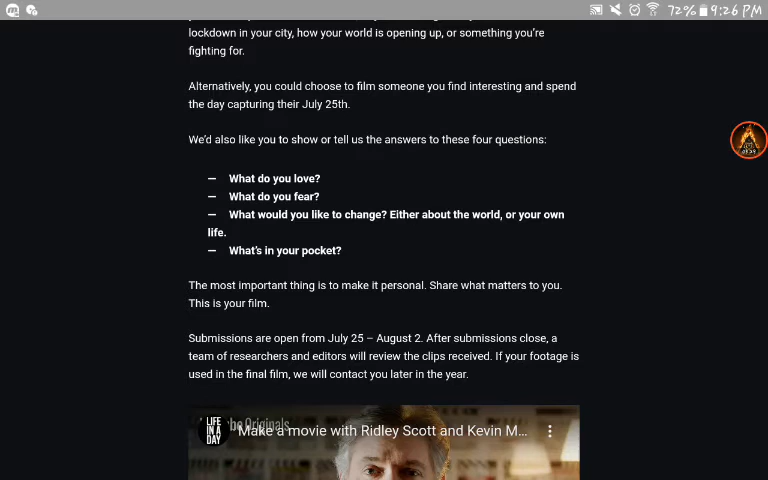 72% 9:26 PM
lockdown in your city, how your world is opening up, or something you're
fighting for.
Alternatively, you could choose to film someone you find interesting and spend
the day capturing their July 25th.
We'd also like you to show or tell us the answers to these four questions:
— What do you love?
— What do you fear?
— What would you like to change? Either about the world, or your own
life.
— What's in your pocket?
The most important thing is to make it personal. Share what matters to you.
This is your film.
Submissions are open from July 25 – August 2. After submissions close, a
team of researchers and editors will review the clips received. If your footage is
used in the final film, we will contact you later in the year.
LIFE
IN A
DAY
Originals
Make a movie with Ridley Scott and Kevin M...